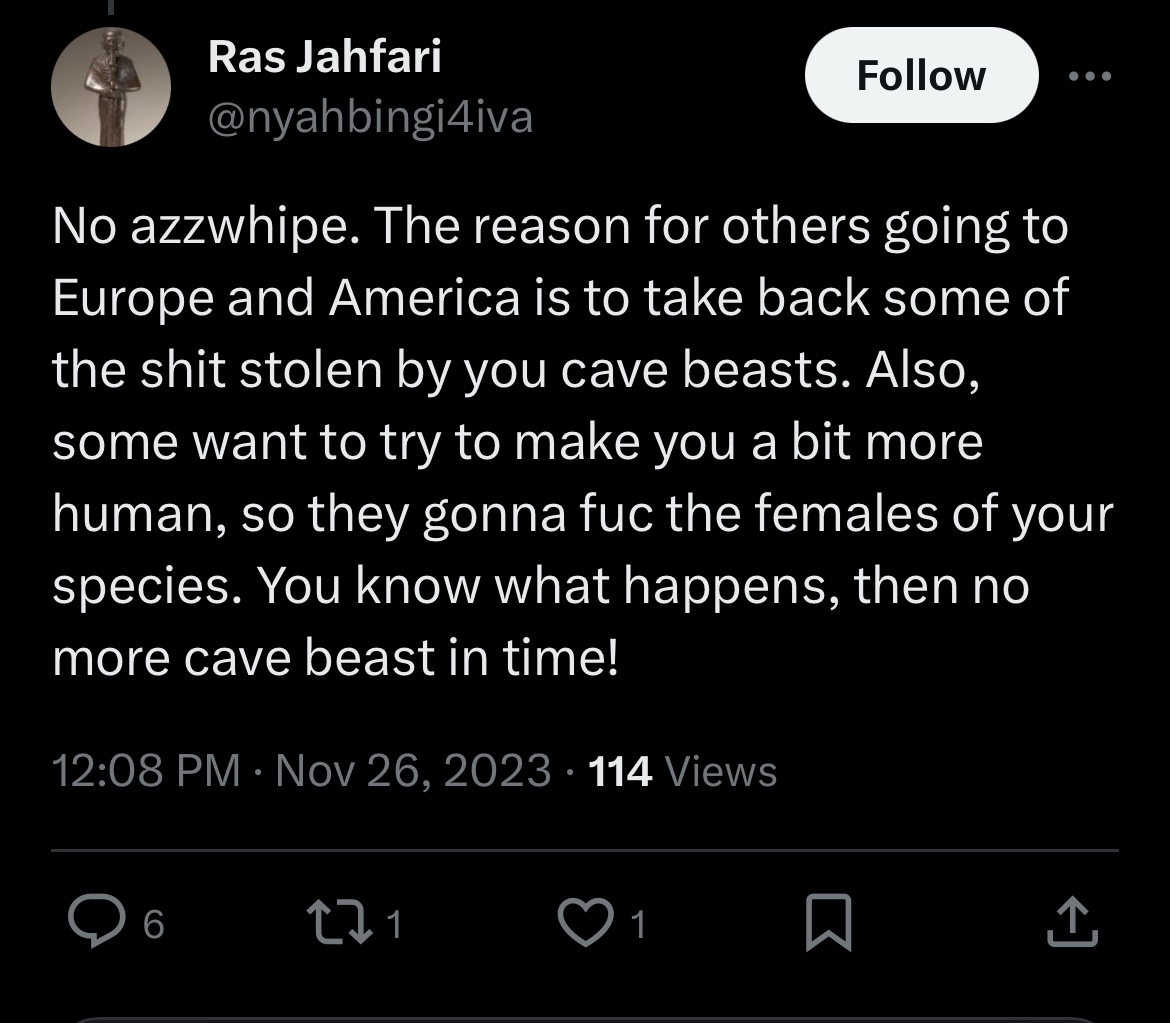 Ras Jahfari
@nyahbingi4iva
Follow
No azzwhipe. The reason for others going to
Europe and America is to take back some of
the shit stolen by you cave beasts. Also,
some want to try to make you a bit more
human, so they gonna fuc the females of your
species. You know what happens, then no
more cave beast in time!
12:08 PM · Nov 26, 2023 · 114 Views
6 1 1